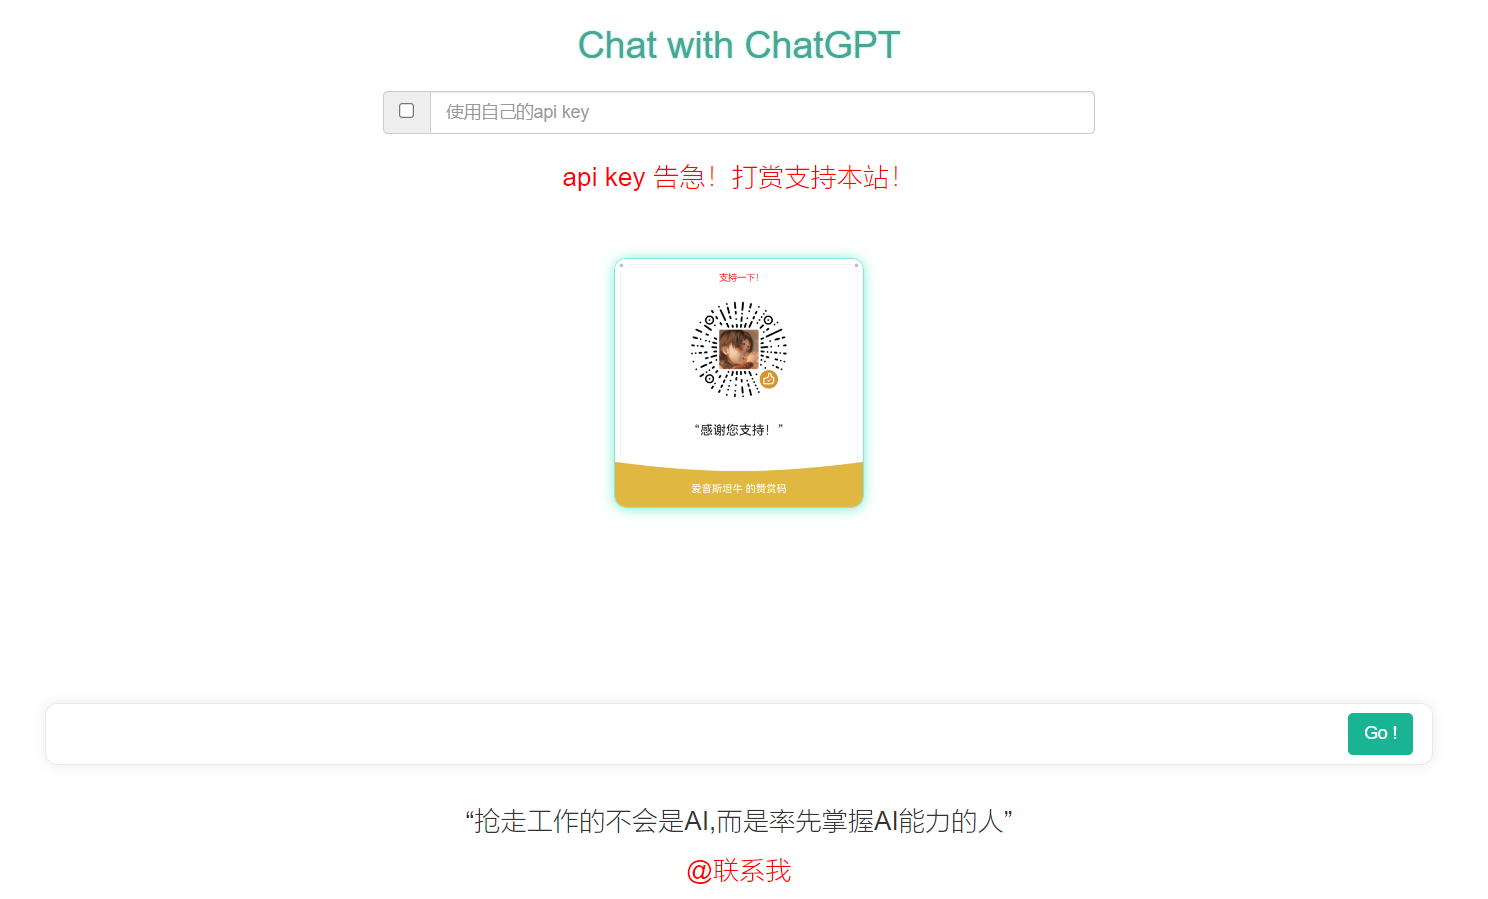 Chat with ChatGPT
使用自己的api key
api key 告急！打赏支持本站！
支持一下！
“感谢您支持！”
爱音斯坦牛 的赞赏码
Go !
“抢走工作的不会是AI,而是率先掌握AI能力的人”
@联系我